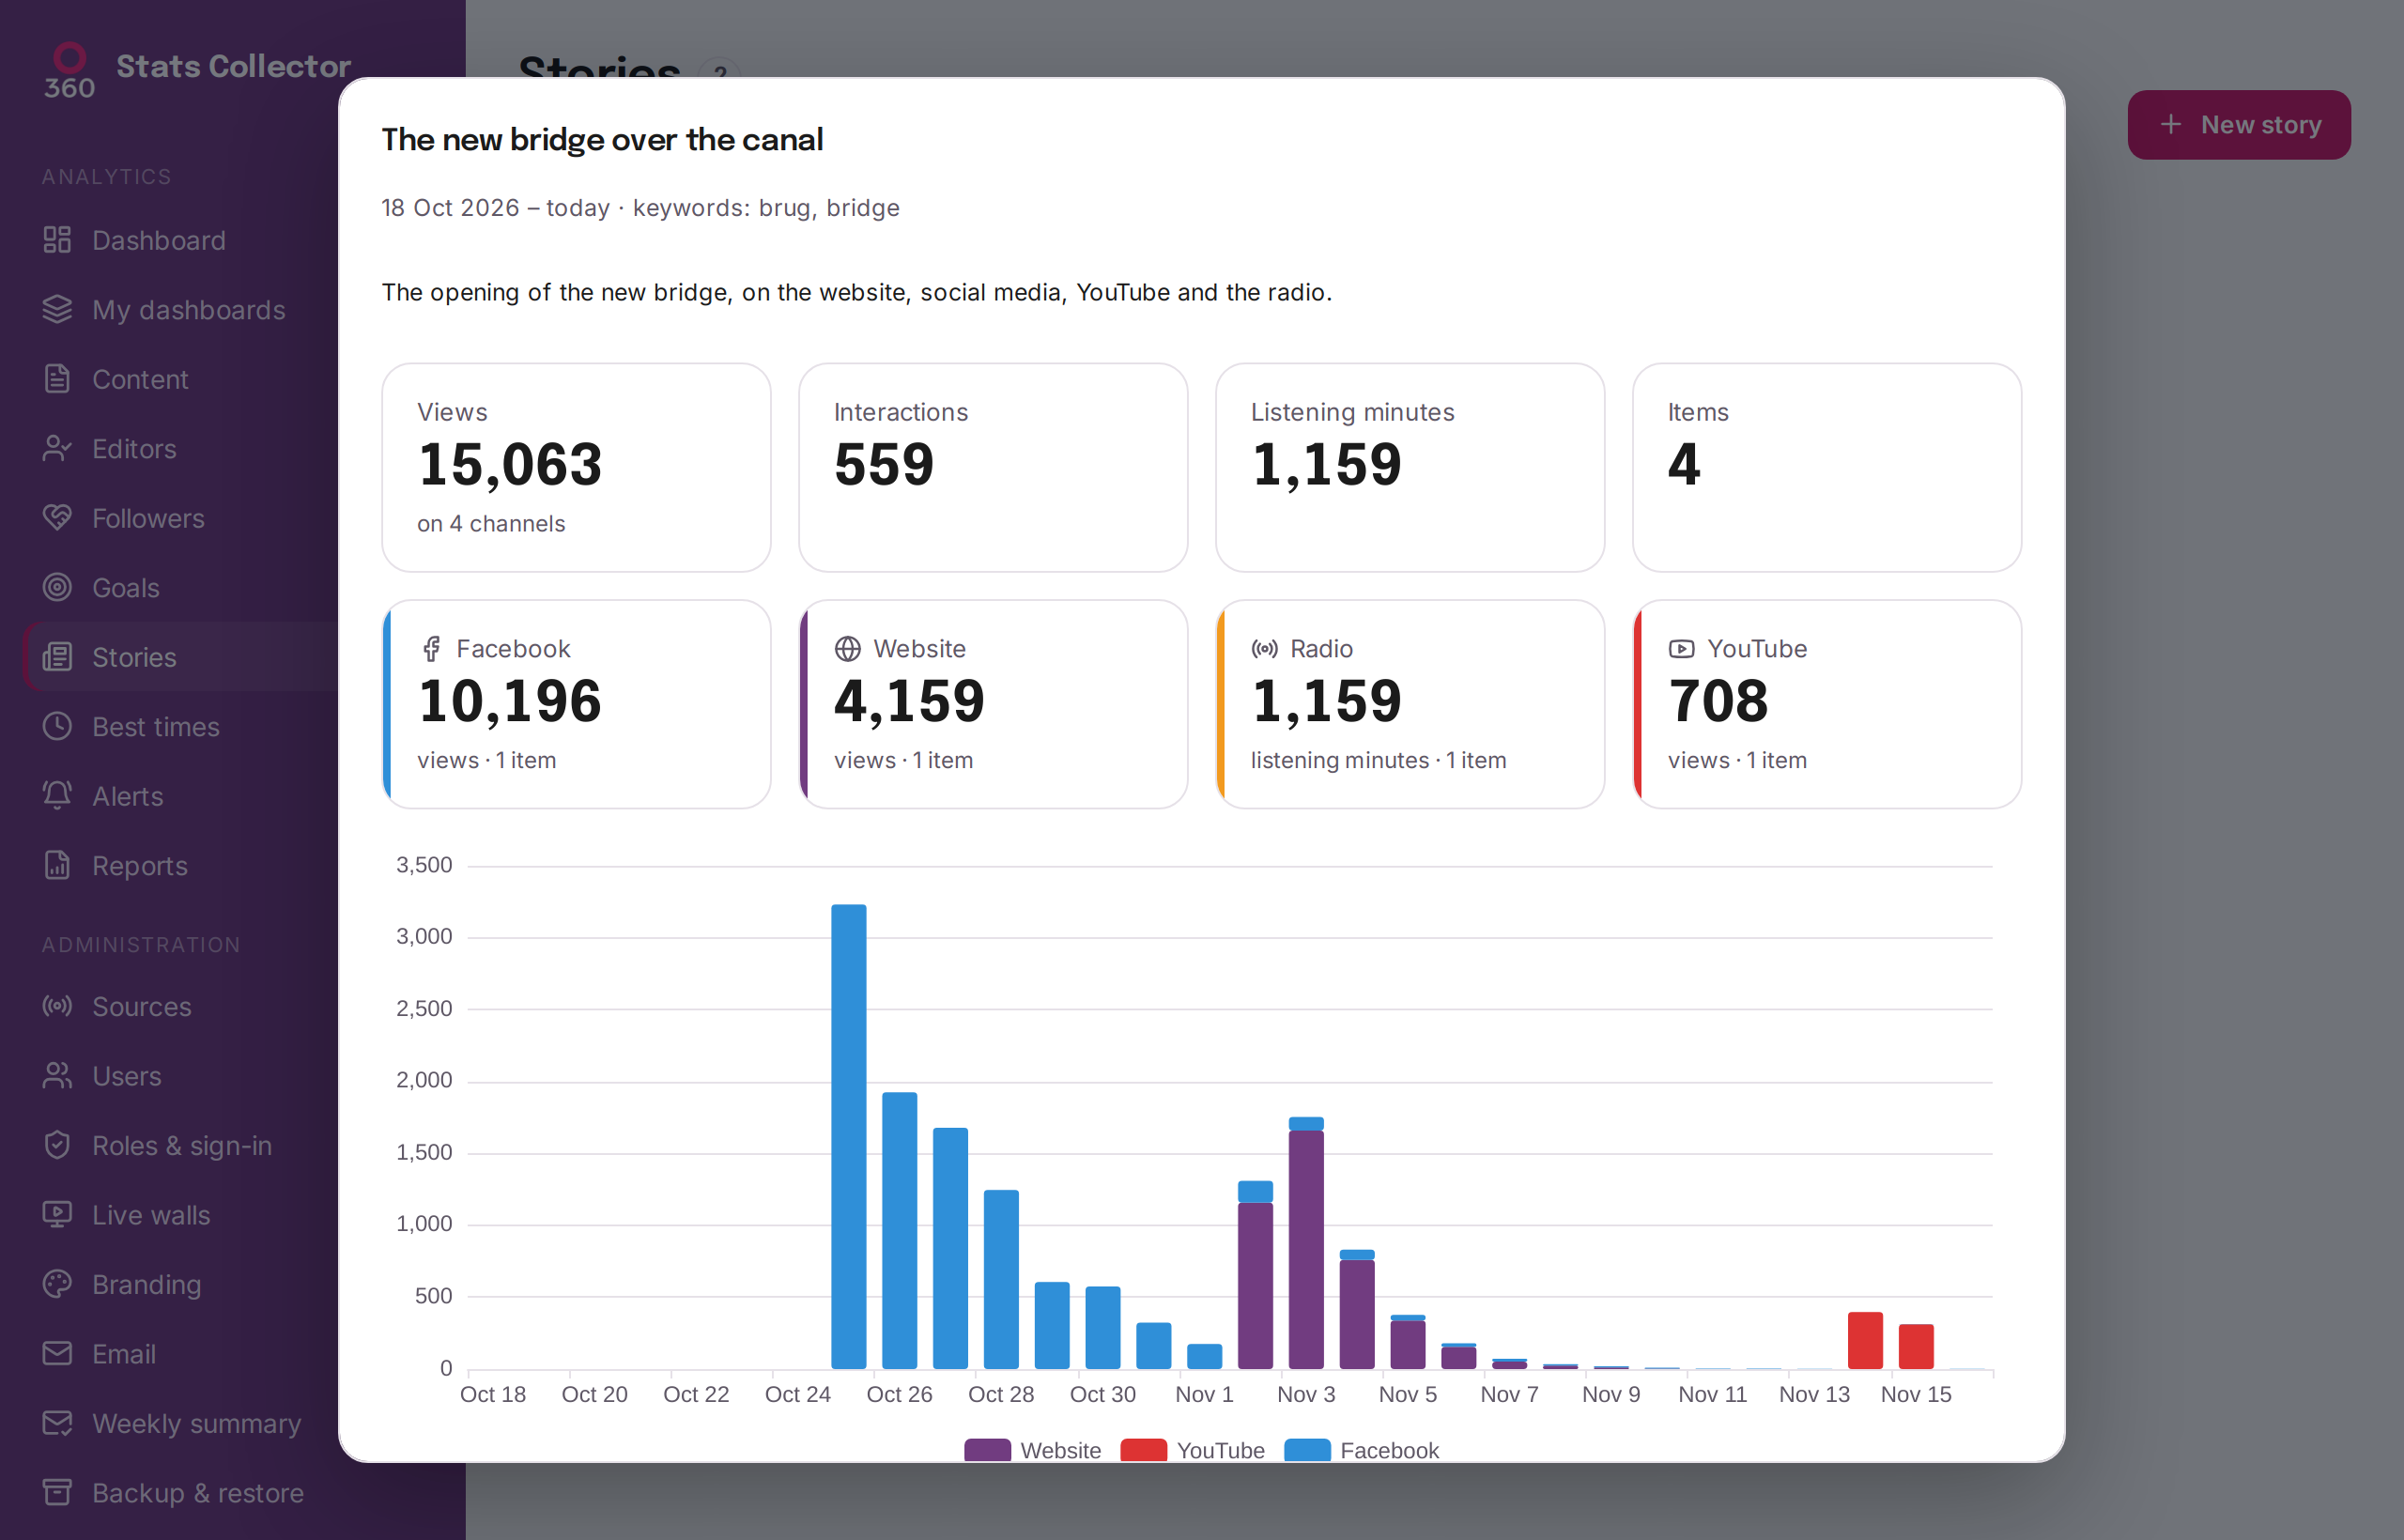 360 Stats Collector
ANALYTICS
Dashboard
My dashboards
Content
Editors
Followers
Goals
Stories
Best times
Alerts
Reports
ADMINISTRATION
Sources
Users
Roles & sign-in
Live walls
Branding
Email
Weekly summary
Backup & restore
Stories 2
+ New story
The new bridge over the canal
18 Oct 2026 – today · keywords: brug, bridge
The opening of the new bridge, on the website, social media, YouTube and the radio.
Views
15,063
on 4 channels
Interactions
559
Listening minutes
1,159
Items
4
Facebook
10,196
views · 1 item
Website
4,159
views · 1 item
Radio
1,159
listening minutes · 1 item
YouTube
708
views · 1 item
3,500
3,000
2,500
2,000
1,500
1,000
500
0
Oct 18 Oct 20 Oct 22 Oct 24 Oct 26 Oct 28 Oct 30 Nov 1 Nov 3 Nov 5 Nov 7 Nov 9 Nov 11 Nov 13 Nov 15
Website YouTube Facebook